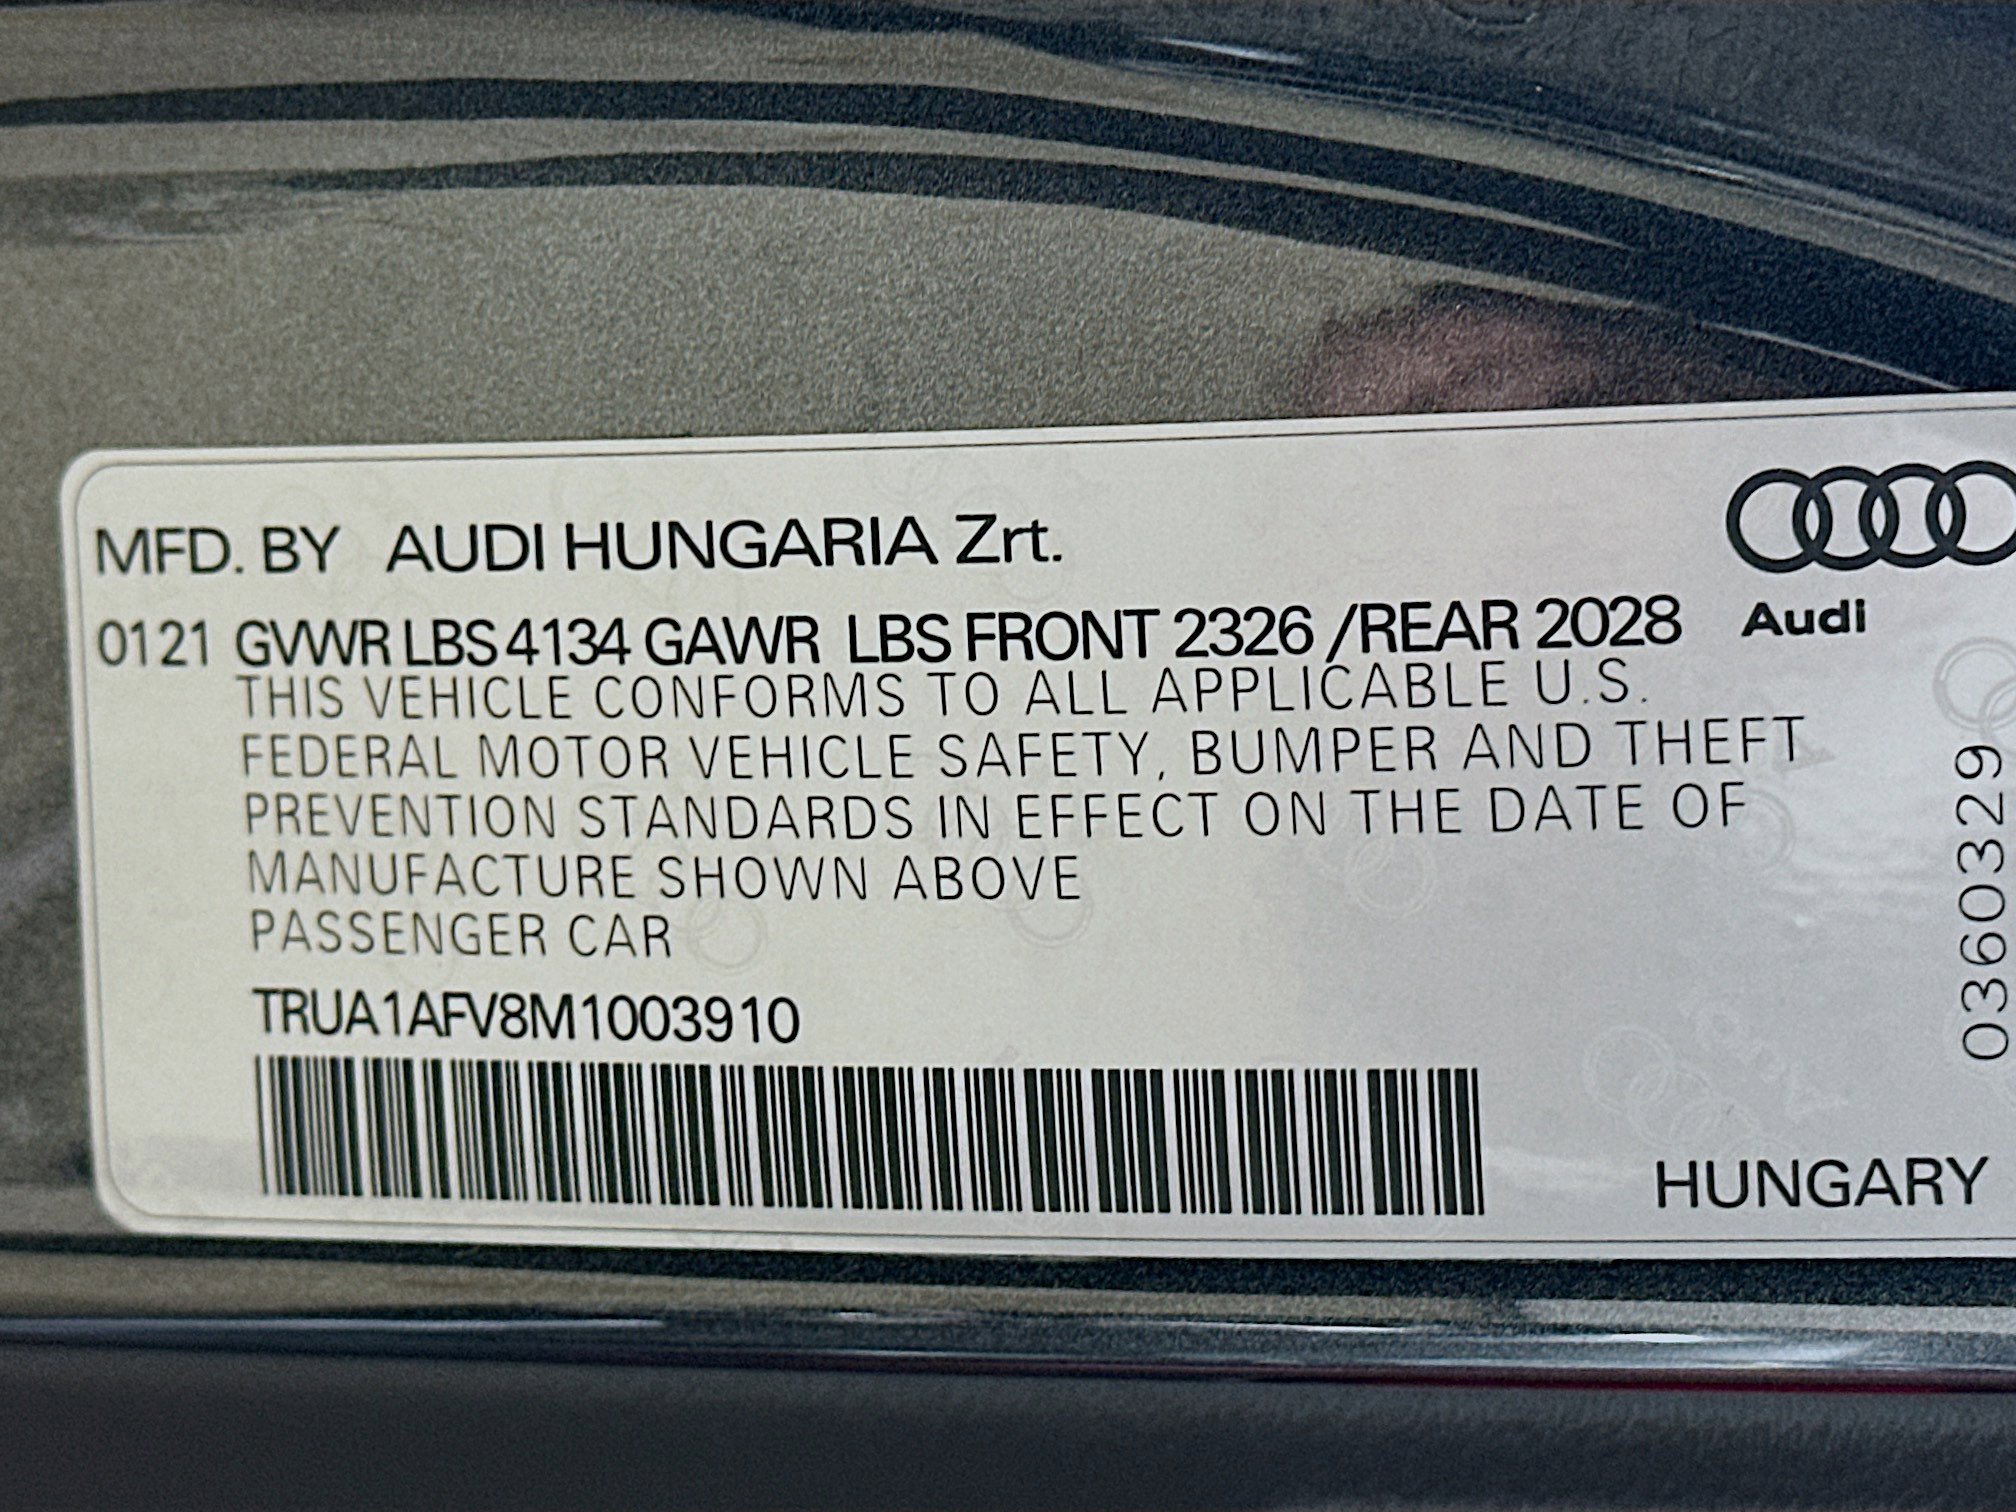 MFD. BY AUDI HUNGARIA Zrt.
0121 GVWR LBS 4134 GAWR LBS FRONT 2326 /REAR 2028
Audi
THIS VEHICLE CONFORMS TO ALL APPLICABLE U.S.
FEDERAL MOTOR VEHICLE SAFETY, BUMPER AND THEFT
PREVENTION STANDARDS IN EFFECT ON THE DATE OF
MANUFACTURE SHOWN ABOVE
PASSENGER CAR
TRUA1AFV8M1003910
0360329
HUNGARY